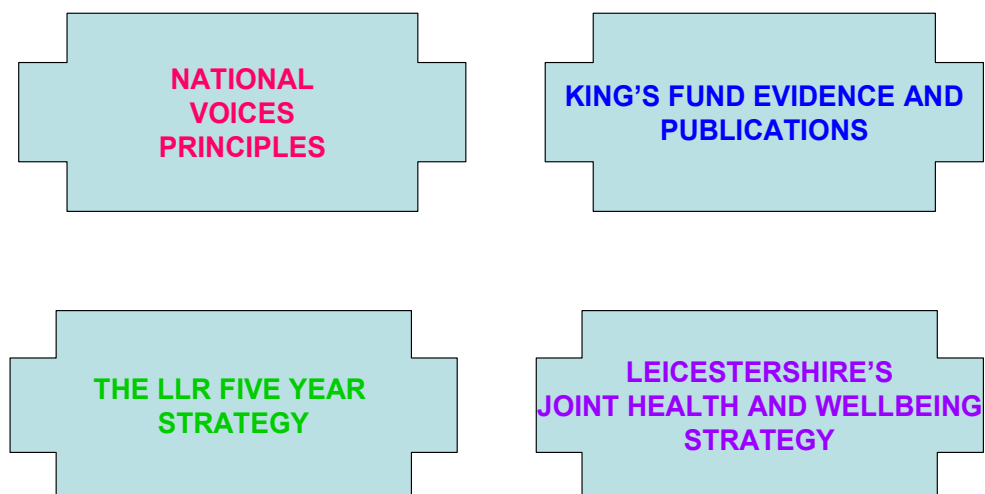 NATIONAL
VOICES
PRINCIPLES
KING’S FUND EVIDENCE AND
PUBLICATIONS
THE LLR FIVE YEAR
STRATEGY
LEICESTERSHIRE’S
JOINT HEALTH AND WELLBEING
STRATEGY